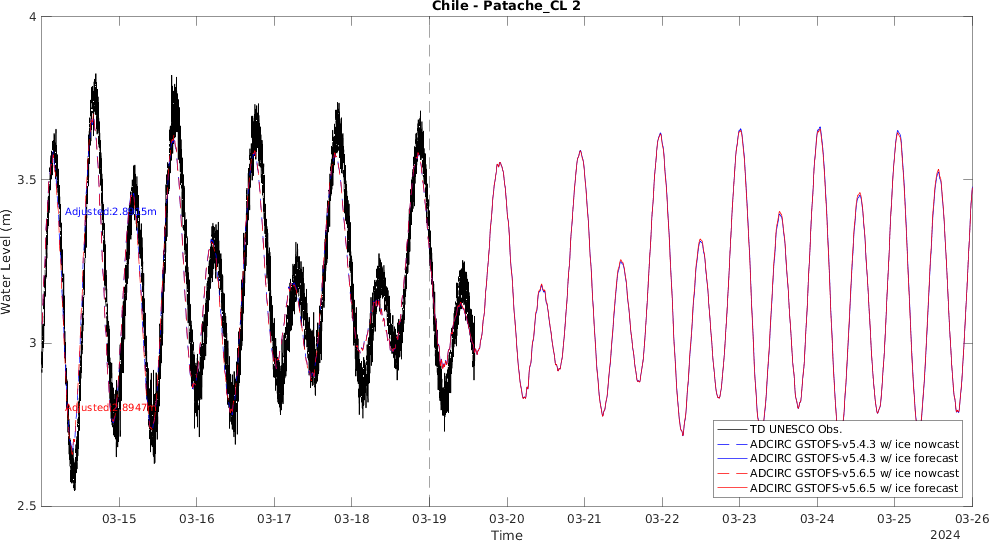 Chile - Patache_CL 2
4
3.5
3
2.5
Water Level (m)
Adjusted:
Adjusted:
03-15 03-16 03-17 03-18 03-19 03-20 03-21 03-22 03-23 03-24 03-25 03-26
Time
2024
TD UNESCO Obs.
ADCIRC GSTOFS-v5.4.3 w/ ice nowcast
ADCIRC GSTOFS-v5.4.3 w/ ice forecast
ADCIRC GSTOFS-v5.6.5 w/ ice nowcast
ADCIRC GSTOFS-v5.6.5 w/ ice forecast